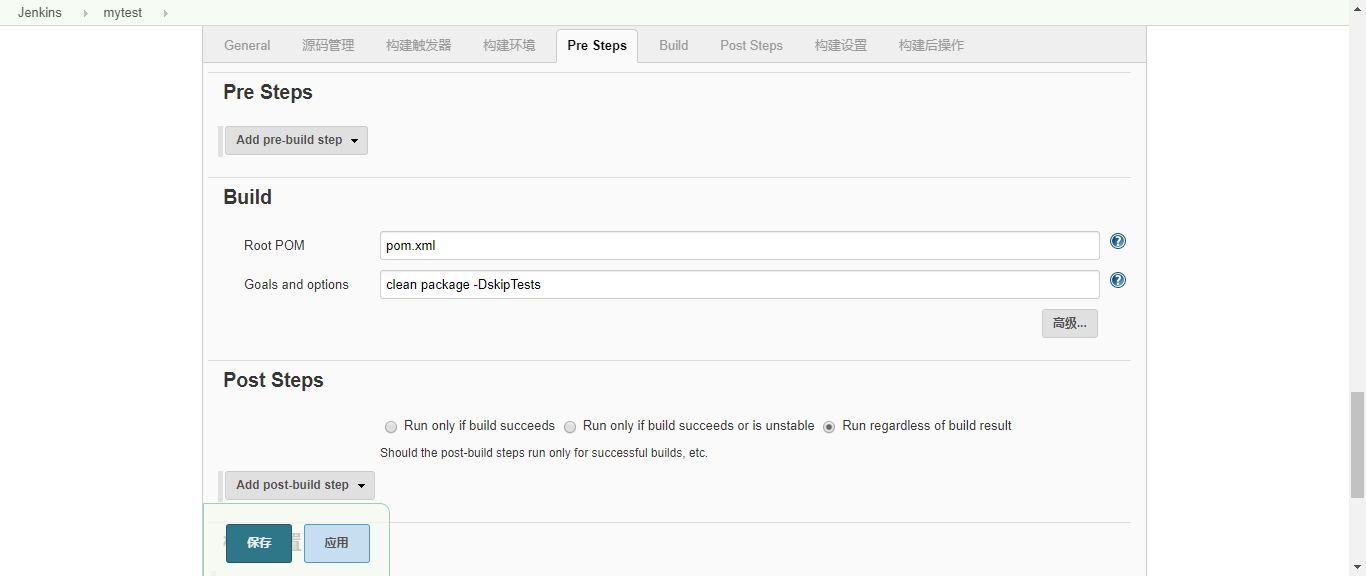 Jenkins mytest
General 源码管理 构建触发器 构建环境 Pre Steps Build Post Steps 构建设置 构建后操作
Pre Steps
Add pre-build step
Build
Root POM pom.xml
Goals and options clean package -DskipTests
高级...
Post Steps
Run only if build succeeds Run only if build succeeds or is unstable Run regardless of build result
Should the post-build steps run only for successful builds, etc.
Add post-build step
保存 应用